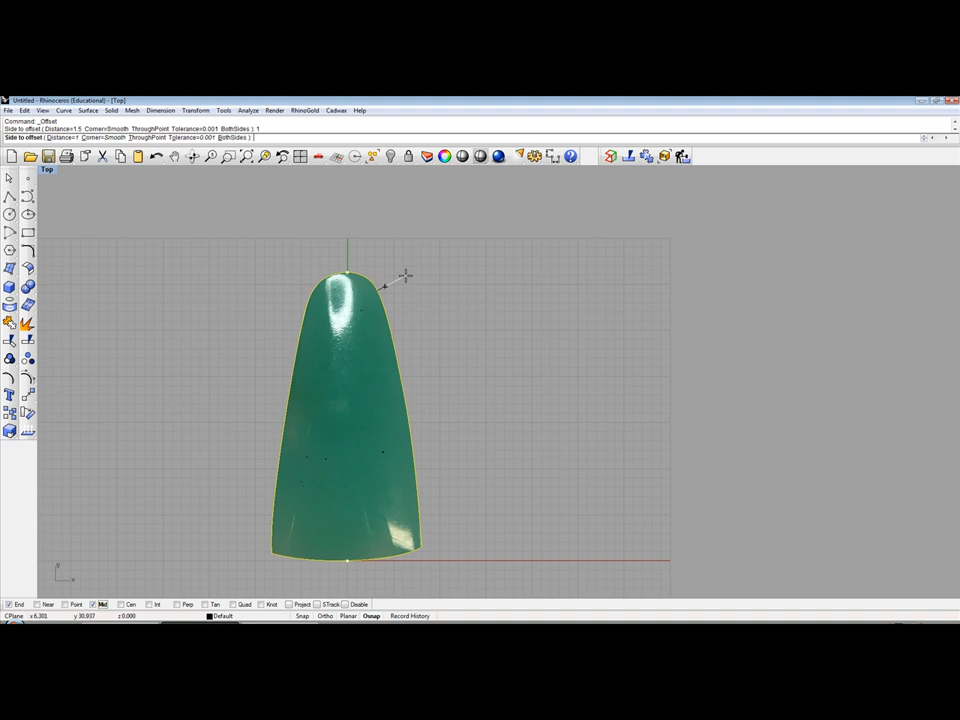 Untitled - Rhinoceros (Educational) - [Top]
File Edit View Curve Surface Solid Mesh Dimension Transform Tools Analyze Render RhinoGold Cadwax Help
Command: _Offset
Side to offset ( Distance=1.5 Corner=Smooth ThroughPoint Tolerance=0.001 BothSides ): 1
Side to offset ( Distance=1 Corner=Smooth ThroughPoint Tolerance=0.001 BothSides ):
Top
y
x
End Near Point Mid Cen Int Perp Tan Quad Knot Project STrack Disable
CPlane x 6.301 y 30.937 z 0.000 Default Snap Ortho Planar Osnap Record History